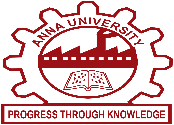 ANNA UNIVERSITY
PROGRESS THROUGH KNOWLEDGE